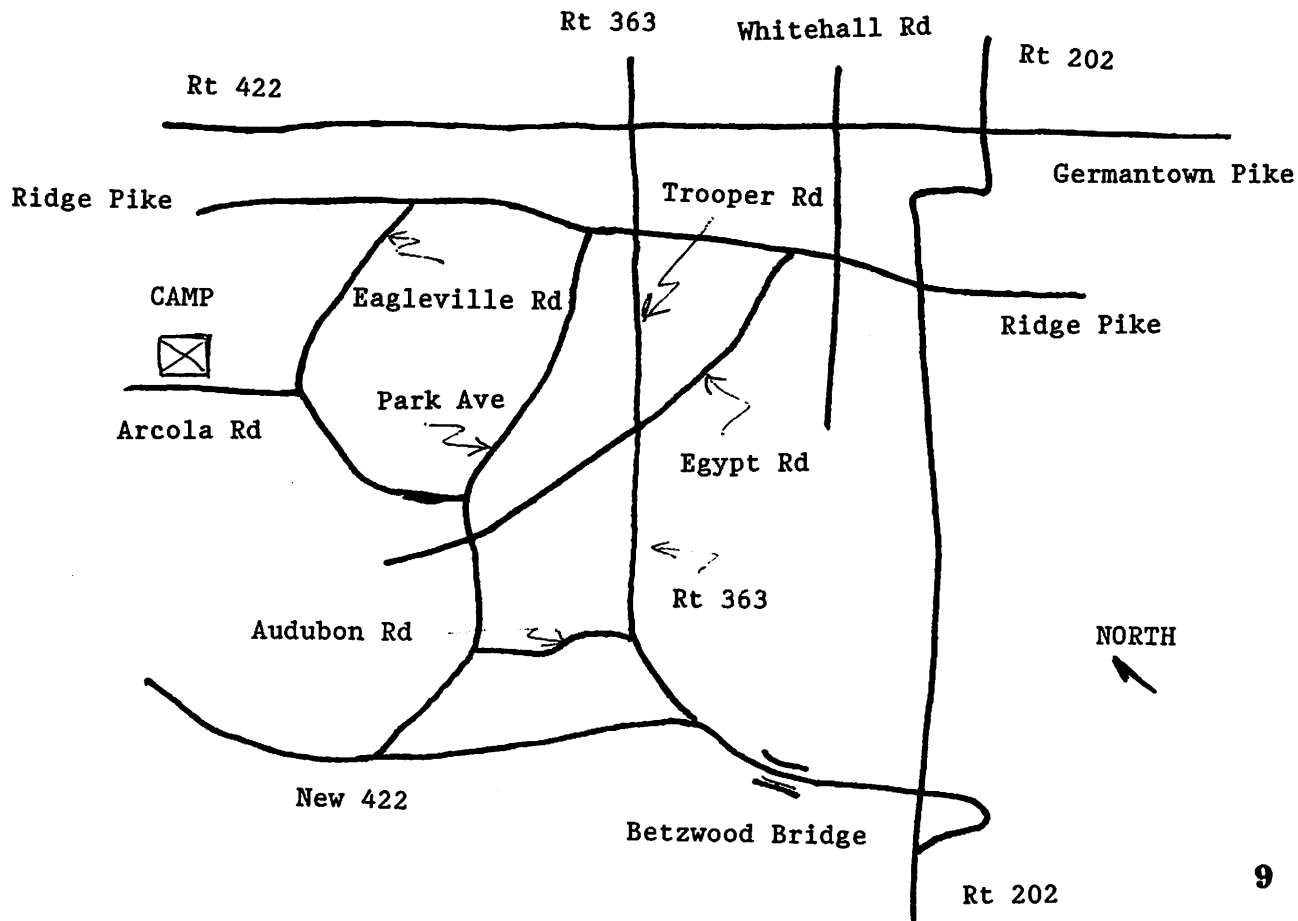 Rt 363
Whitehall Rd
Rt 202
Rt 422
Germantown Pike
Ridge Pike
Trooper Rd
CAMP
Eagleville Rd
Ridge Pike
Park Ave
Arcola Rd
Egypt Rd
Rt 363
Audubon Rd
NORTH
New 422
Betzwood Bridge
Rt 202
9